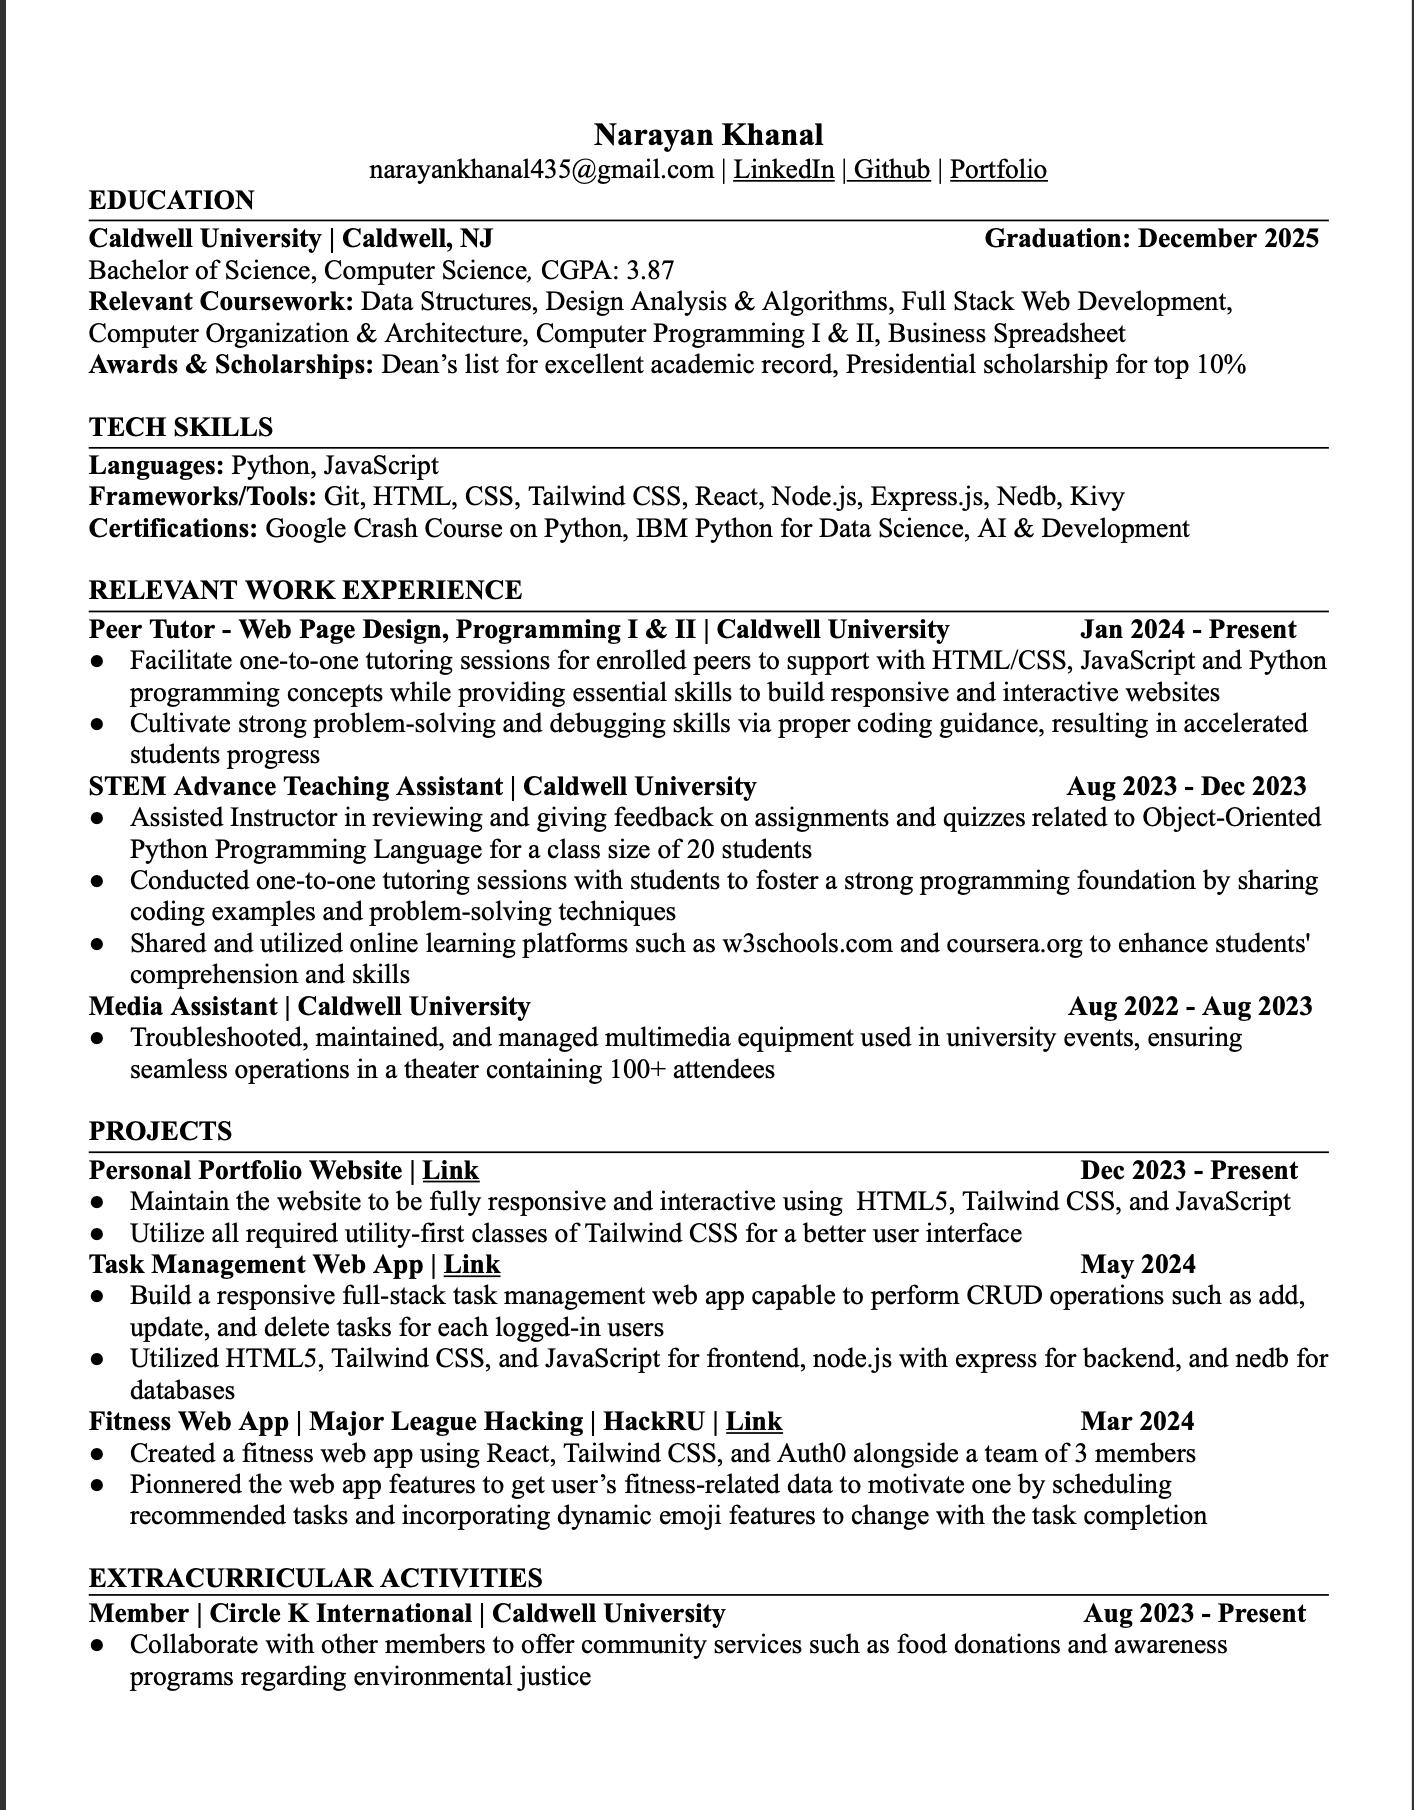 Narayan Khanal
narayankhanal435@gmail.com | LinkedIn | Github | Portfolio
EDUCATION
Caldwell University | Caldwell, NJ Graduation: December 2025
Bachelor of Science, Computer Science, CGPA: 3.87
Relevant Coursework: Data Structures, Design Analysis & Algorithms, Full Stack Web Development,
Computer Organization & Architecture, Computer Programming I & II, Business Spreadsheet
Awards & Scholarships: Dean’s list for excellent academic record, Presidential scholarship for top 10%
TECH SKILLS
Languages: Python, JavaScript
Frameworks/Tools: Git, HTML, CSS, Tailwind CSS, React, Node.js, Express.js, Nedb, Kivy
Certifications: Google Crash Course on Python, IBM Python for Data Science, AI & Development
RELEVANT WORK EXPERIENCE
Peer Tutor - Web Page Design, Programming I & II | Caldwell University Jan 2024 - Present
● Facilitate one-to-one tutoring sessions for enrolled peers to support with HTML/CSS, JavaScript and Python
programming concepts while providing essential skills to build responsive and interactive websites
● Cultivate strong problem-solving and debugging skills via proper coding guidance, resulting in accelerated
students progress
STEM Advance Teaching Assistant | Caldwell University Aug 2023 - Dec 2023
● Assisted Instructor in reviewing and giving feedback on assignments and quizzes related to Object-Oriented
Python Programming Language for a class size of 20 students
● Conducted one-to-one tutoring sessions with students to foster a strong programming foundation by sharing
coding examples and problem-solving techniques
● Shared and utilized online learning platforms such as w3schools.com and coursera.org to enhance students'
comprehension and skills
Media Assistant | Caldwell University Aug 2022 - Aug 2023
● Troubleshooted, maintained, and managed multimedia equipment used in university events, ensuring
seamless operations in a theater containing 100+ attendees
PROJECTS
Personal Portfolio Website | Link Dec 2023 - Present
● Maintain the website to be fully responsive and interactive using  HTML5, Tailwind CSS, and JavaScript
● Utilize all required utility-first classes of Tailwind CSS for a better user interface
Task Management Web App | Link May 2024
● Build a responsive full-stack task management web app capable to perform CRUD operations such as add,
update, and delete tasks for each logged-in users
● Utilized HTML5, Tailwind CSS, and JavaScript for frontend, node.js with express for backend, and nedb for
databases
Fitness Web App | Major League Hacking | HackRU | Link Mar 2024
● Created a fitness web app using React, Tailwind CSS, and Auth0 alongside a team of 3 members
● Pionnered the web app features to get user’s fitness-related data to motivate one by scheduling
recommended tasks and incorporating dynamic emoji features to change with the task completion
EXTRACURRICULAR ACTIVITIES
Member | Circle K International | Caldwell University Aug 2023 - Present
● Collaborate with other members to offer community services such as food donations and awareness
programs regarding environmental justice